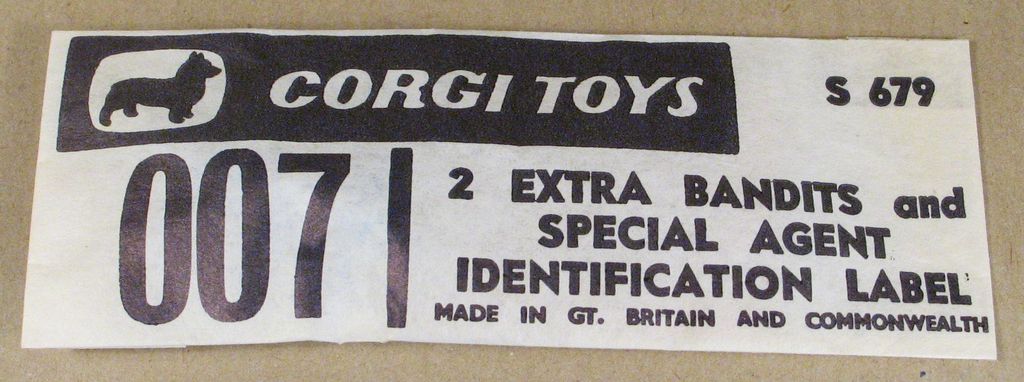 CORGI TOYS
S 679
007
2 EXTRA BANDITS and
SPECIAL AGENT
IDENTIFICATION LABEL
MADE IN GT. BRITAIN AND COMMONWEALTH